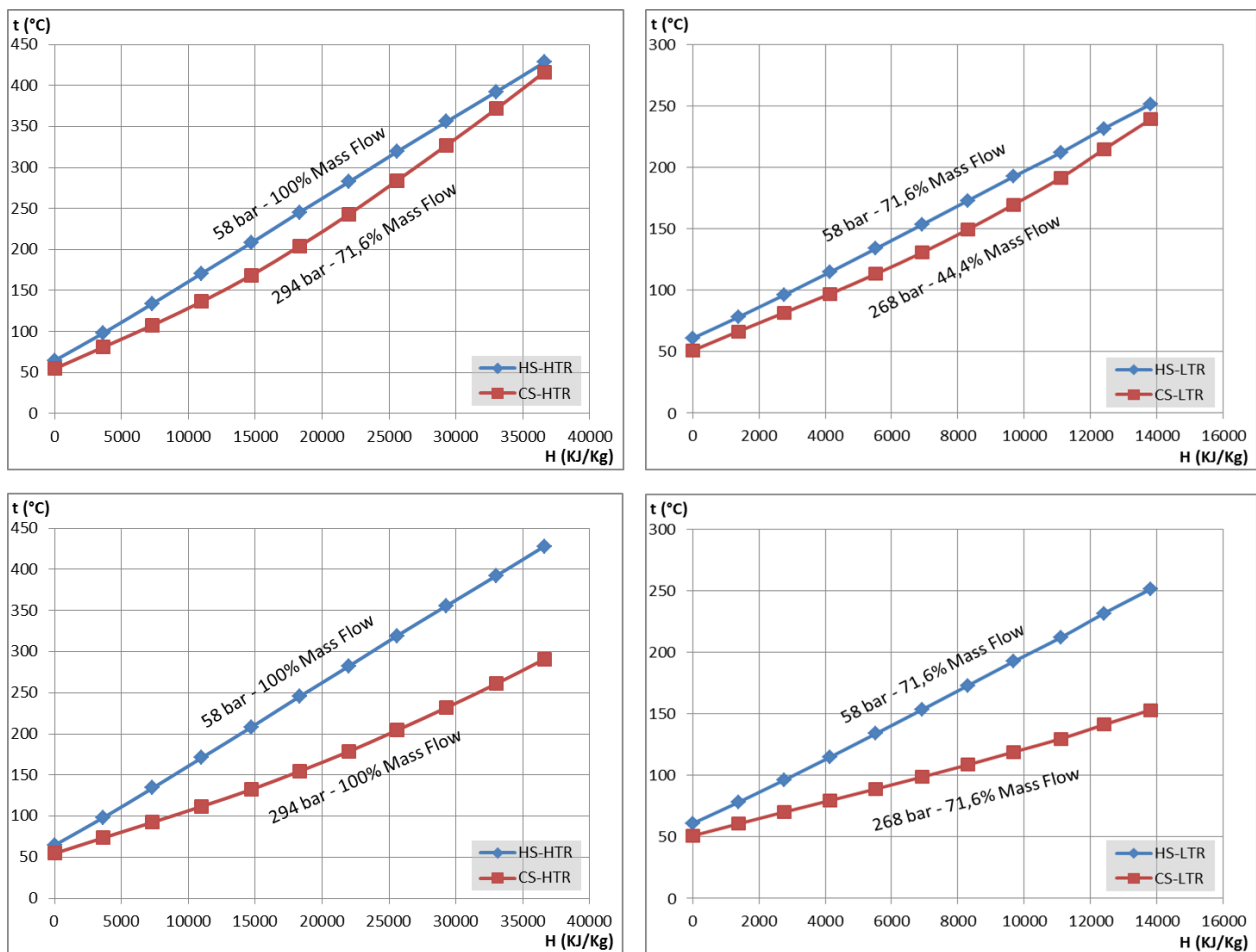 t (°C)
450
400
350
300
250
200
150
100
50
0
58 bar - 100% Mass Flow
294 bar - 71,6% Mass Flow
HS-HTR
CS-HTR
0 5000 10000 15000 20000 25000 30000 35000 40000
H (KJ/Kg)
t (°C)
300
250
200
150
100
50
0
58 bar - 71,6% Mass Flow
268 bar - 44,4% Mass Flow
HS-LTR
CS-LTR
0 2000 4000 6000 8000 10000 12000 14000 16000
H (KJ/Kg)
t (°C)
450
400
350
300
250
200
150
100
50
0
58 bar - 100% Mass Flow
294 bar - 100% Mass Flow
HS-HTR
CS-HTR
0 5000 10000 15000 20000 25000 30000 35000 40000
H (KJ/Kg)
t (°C)
300
250
200
150
100
50
0
58 bar - 71,6% Mass Flow
268 bar - 71,6% Mass Flow
HS-LTR
CS-LTR
0 2000 4000 6000 8000 10000 12000 14000 16000
H (KJ/Kg)